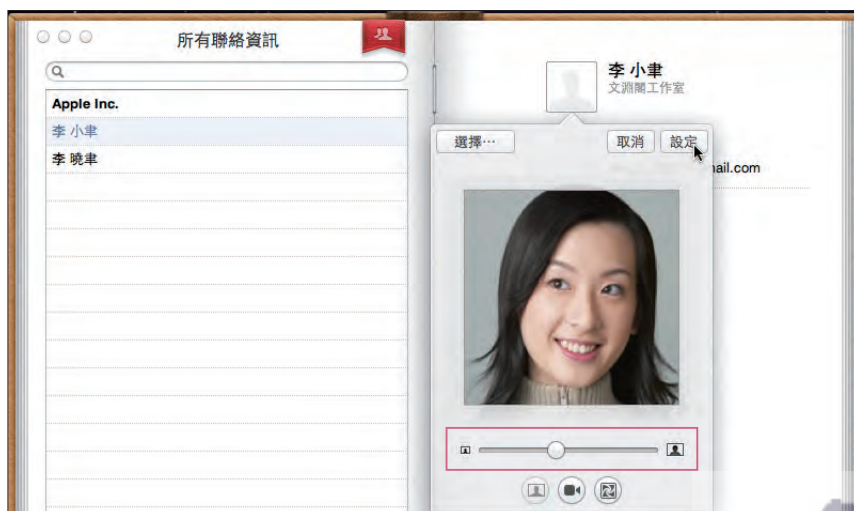 所有聯絡資訊
Apple Inc.
李 小聿
李 曉聿
李 小聿
文淵閣工作室
選擇…
取消
設定
ail.com